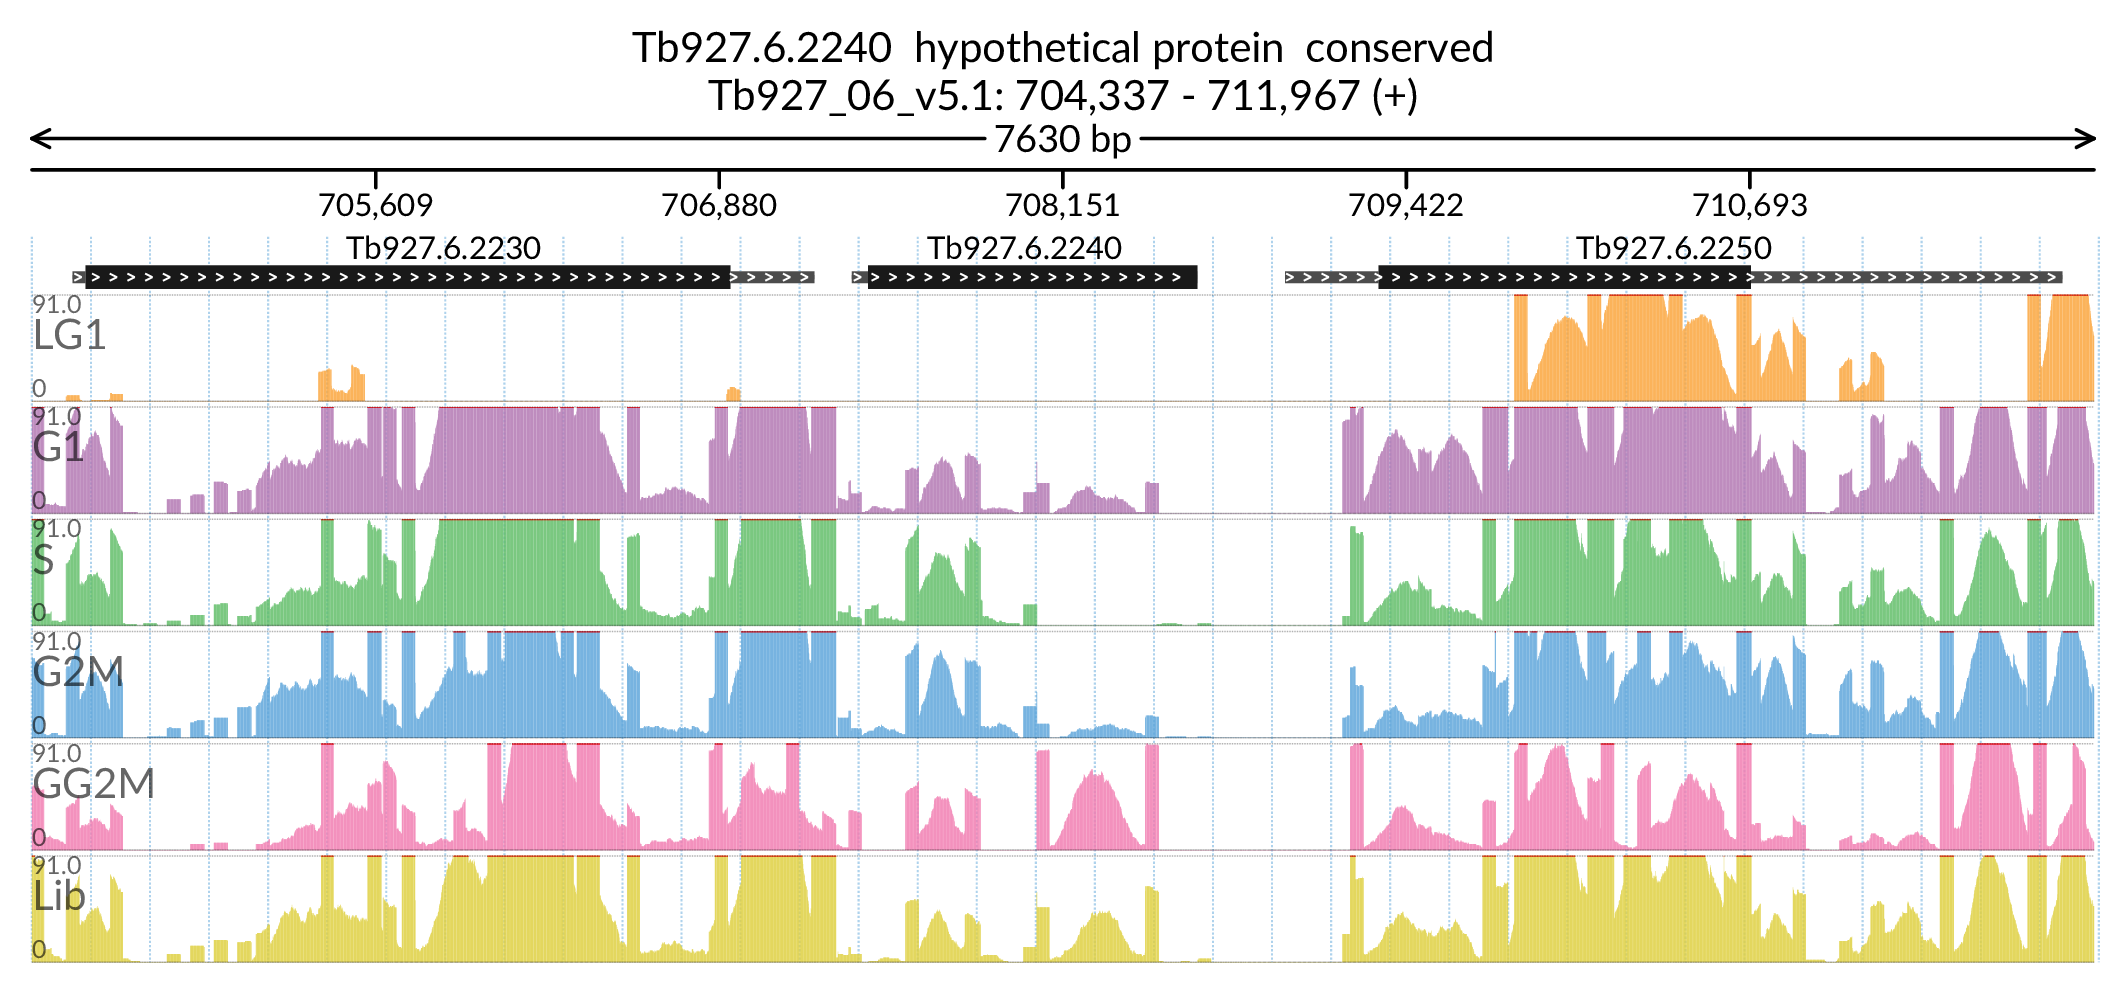 Tb927.6.2240 hypothetical protein conserved
Tb927_06_v5.1: 704,337 - 711,967 (+)
7630 bp
705,609 706,880 708,151 709,422 710,693
Tb927.6.2230 Tb927.6.2240 Tb927.6.2250
91.0
LG1
0
91.0
G1
0
91.0
S
0
91.0
G2M
0
91.0
GG2M
0
91.0
Lib
0